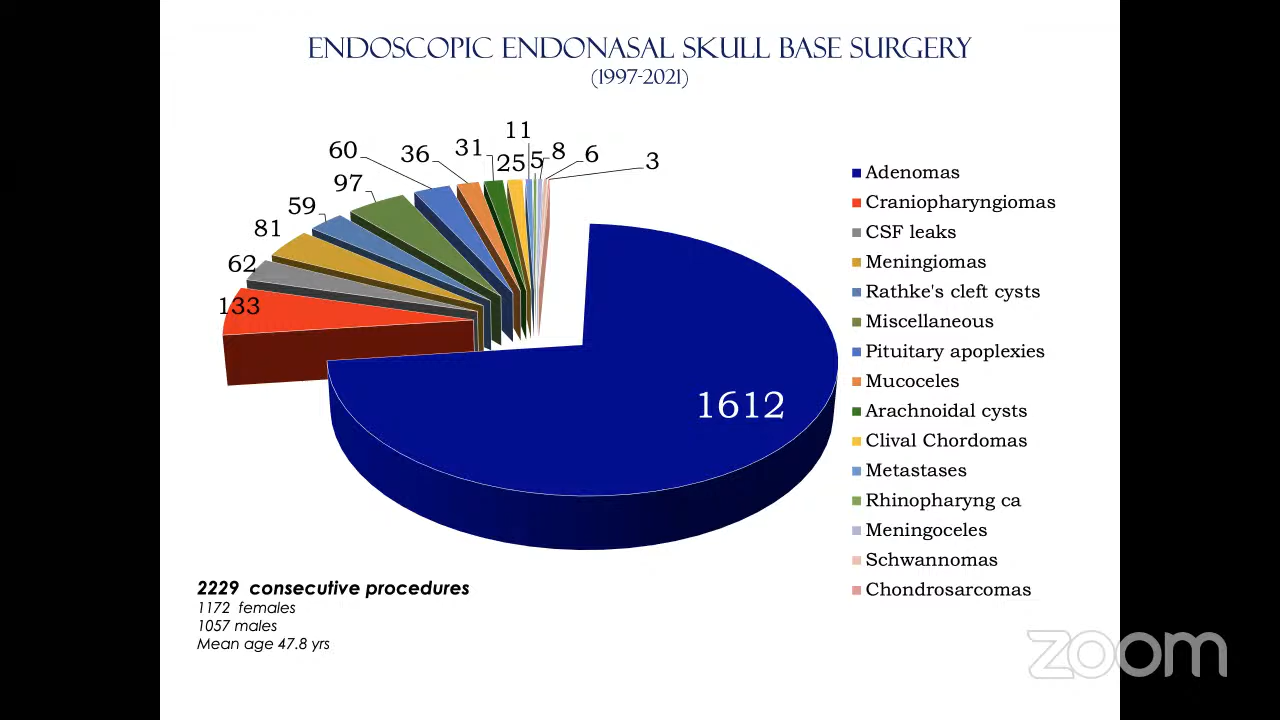 ENDOSCOPIC ENDONASAL SKULL BASE SURGERY
(1997-2021)
11
60
36
31
25
5
8
6
3
97
59
81
62
133
1612
Adenomas
Craniopharyngiomas
CSF leaks
Meningiomas
Rathke's cleft cysts
Miscellaneous
Pituitary apoplexies
Mucoceles
Arachnoidal cysts
Clival Chordomas
Metastases
Rhinopharyng ca
Meningoceles
Schwannomas
Chondrosarcomas
2229 consecutive procedures
1172 females
1057 males
Mean age 47.8 yrs
zoom